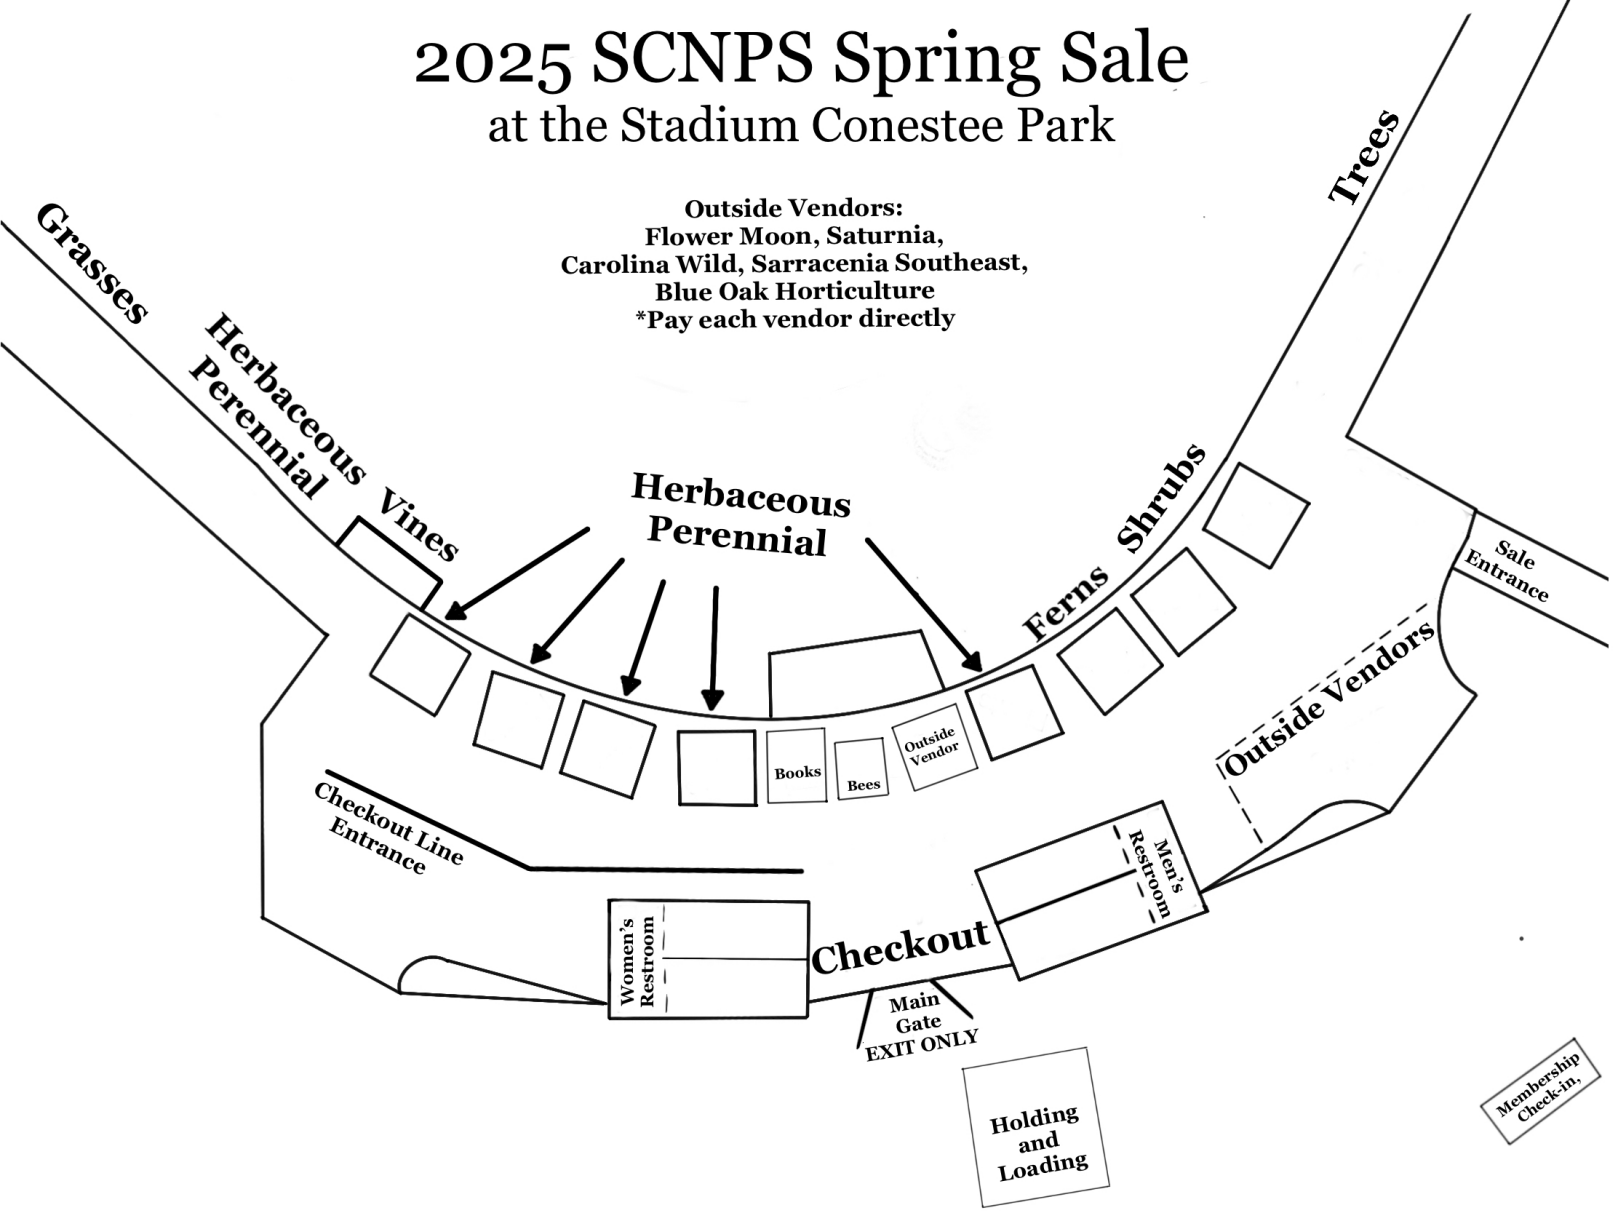 2025 SCNPS Spring Sale
at the Stadium Conestee Park
Outside Vendors:
Flower Moon, Saturnia,
Carolina Wild, Sarracenia Southeast,
Blue Oak Horticulture
*Pay each vendor directly
Grasses
Herbaceous
Perennial
Vines
Herbaceous
Perennial
Ferns
Shrubs
Trees
Sale
Entrance
Outside Vendors
Books
Bees
Outside
Vendor
Checkout Line
Entrance
Women's
Restroom
Checkout
Men's
Restroom
Main
Gate
EXIT ONLY
Holding
and
Loading
Membership
Check-in,